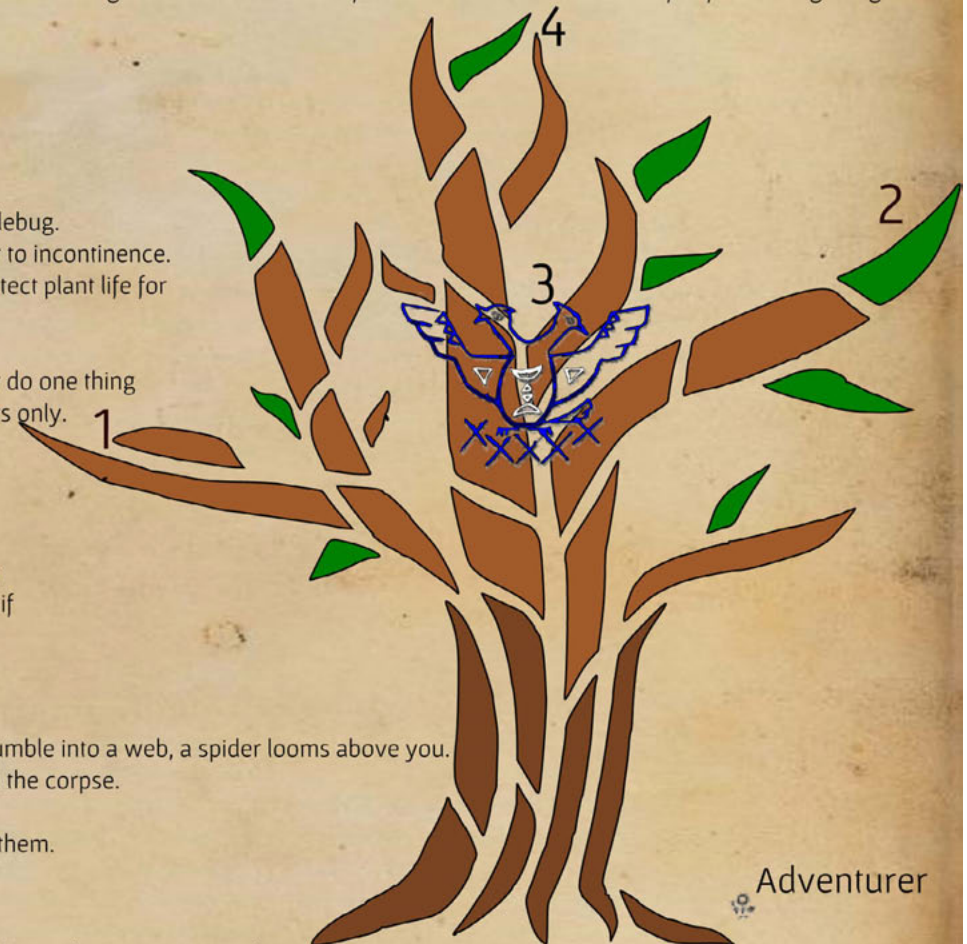 4
2
debug.
to incontinence.
tect plant life for
3
do one thing
s only.
1
if
umble into a web, a spider looms above you.
the corpse.
them.
Adventurer